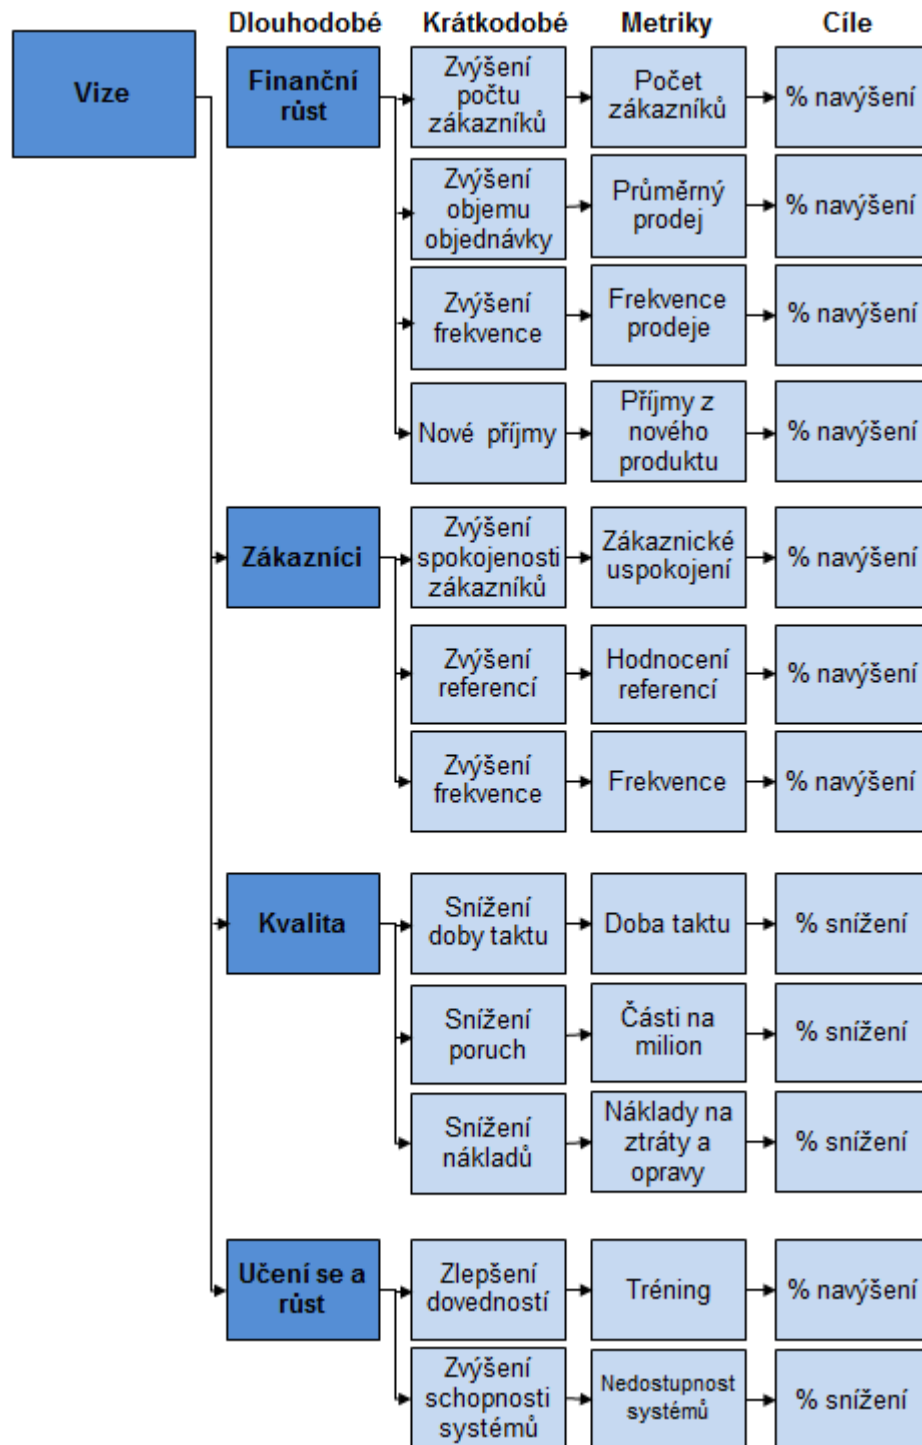 Dlouhodobé Krátkodobé Metriky Cíle
Vize
Finanční
růst
Zvýšení
počtu
zákazníků
Počet
zákazníků
% navýšení
Zvýšení
objemu
objednávky
Průměrný
prodej
% navýšení
Zvýšení
frekvence
Frekvence
prodeje
% navýšení
Nové příjmy
Příjmy z
nového
produktu
% navýšení
Zákazníci
Zvýšení
spokojenosti
zákazníků
Zákaznické
uspokojení
% navýšení
Zvýšení
referencí
Hodnocení
referencí
% navýšení
Zvýšení
frekvence
Frekvence
% navýšení
Kvalita
Snížení
doby taktu
Doba taktu
% snížení
Snížení
poruch
Části na
milion
% snížení
Snížení
nákladů
Náklady na
ztráty a
opravy
% snížení
Učení se a
růst
Zlepšení
dovedností
Tréning
% navýšení
Zvýšení
schopnosti
systémů
Nedostupnost
systémů
% snížení